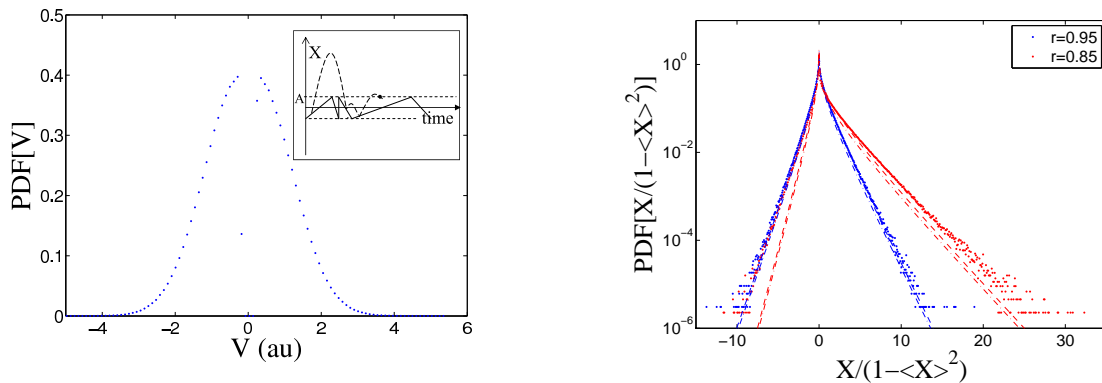 0.5
0.4
0.3
0.2
0.1
0
PDF[V]
−4 −2 0 2 4 6
V (au)
X
A
time
10^0
10^−2
10^−4
10^−6
PDF[X/(1−<X>^2)]
−10 0 10 20 30
X/(1−<X>^2)
r=0.95
r=0.85